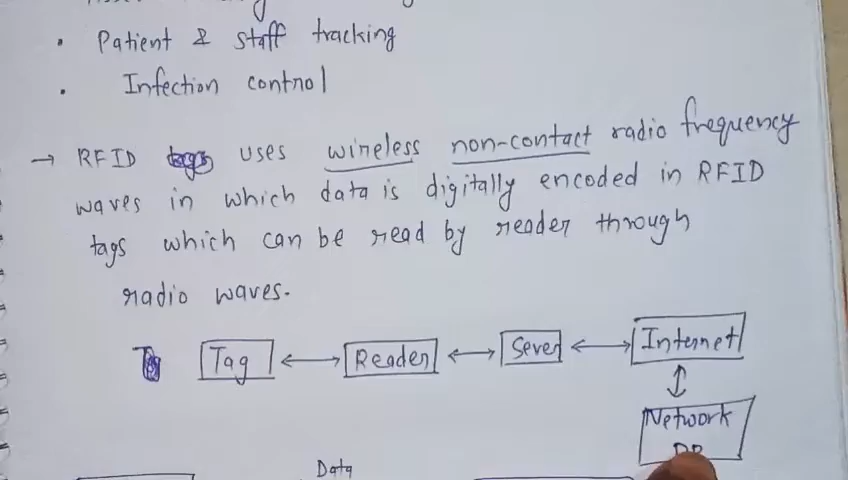 • Patient & staff tracking
• Infection control
→ RFID uses wireless non-contact radio frequency
waves in which data is digitally encoded in RFID
tags which can be read by reader through
radio waves.
Tag ↔ Reader ↔ Sever ↔ Internet
↕
Network
Data